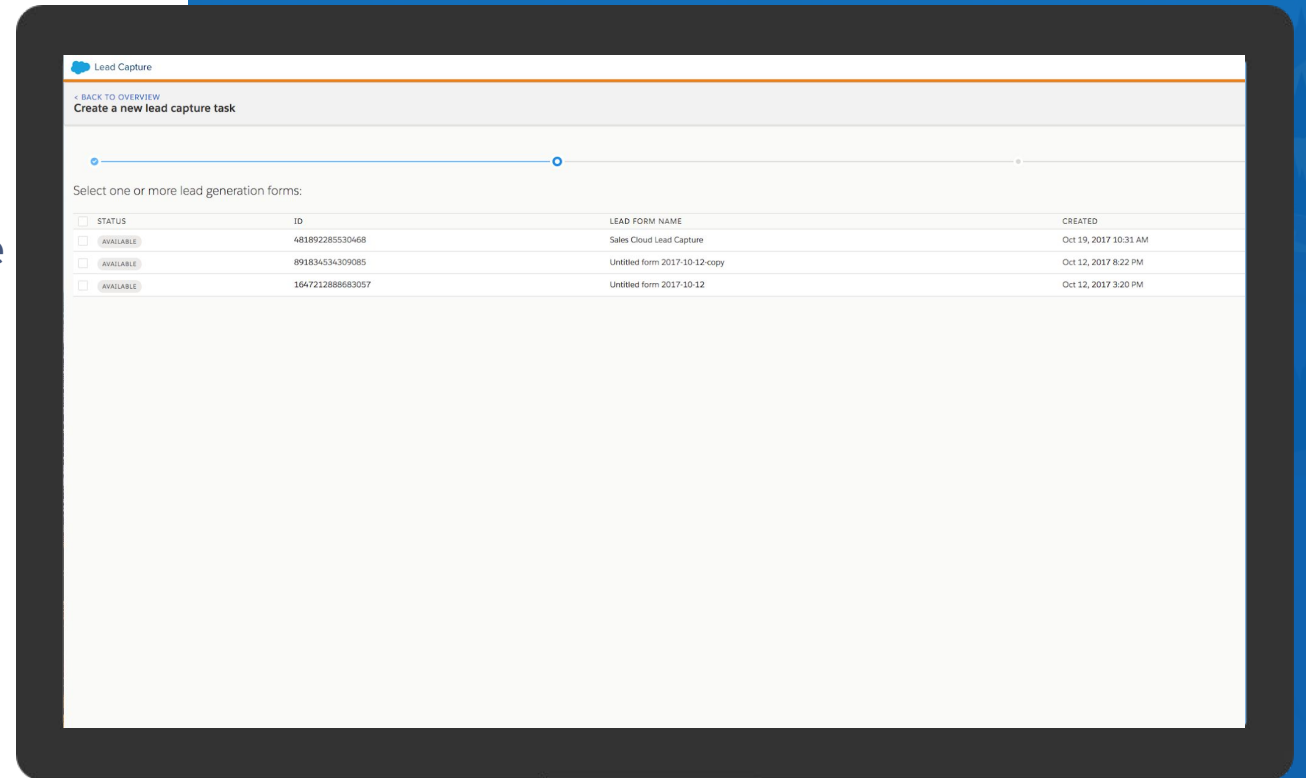 e
Lead Capture
< BACK TO OVERVIEW
Create a new lead capture task
Select one or more lead generation forms:
STATUS ID LEAD FORM NAME CREATED
AVAILABLE 481892285530468 Sales Cloud Lead Capture Oct 19, 2017 10:31 AM
AVAILABLE 891834534309085 Untitled form 2017-10-12-copy Oct 12, 2017 8:22 PM
AVAILABLE 1647212888683057 Untitled form 2017-10-12 Oct 12, 2017 3:20 PM